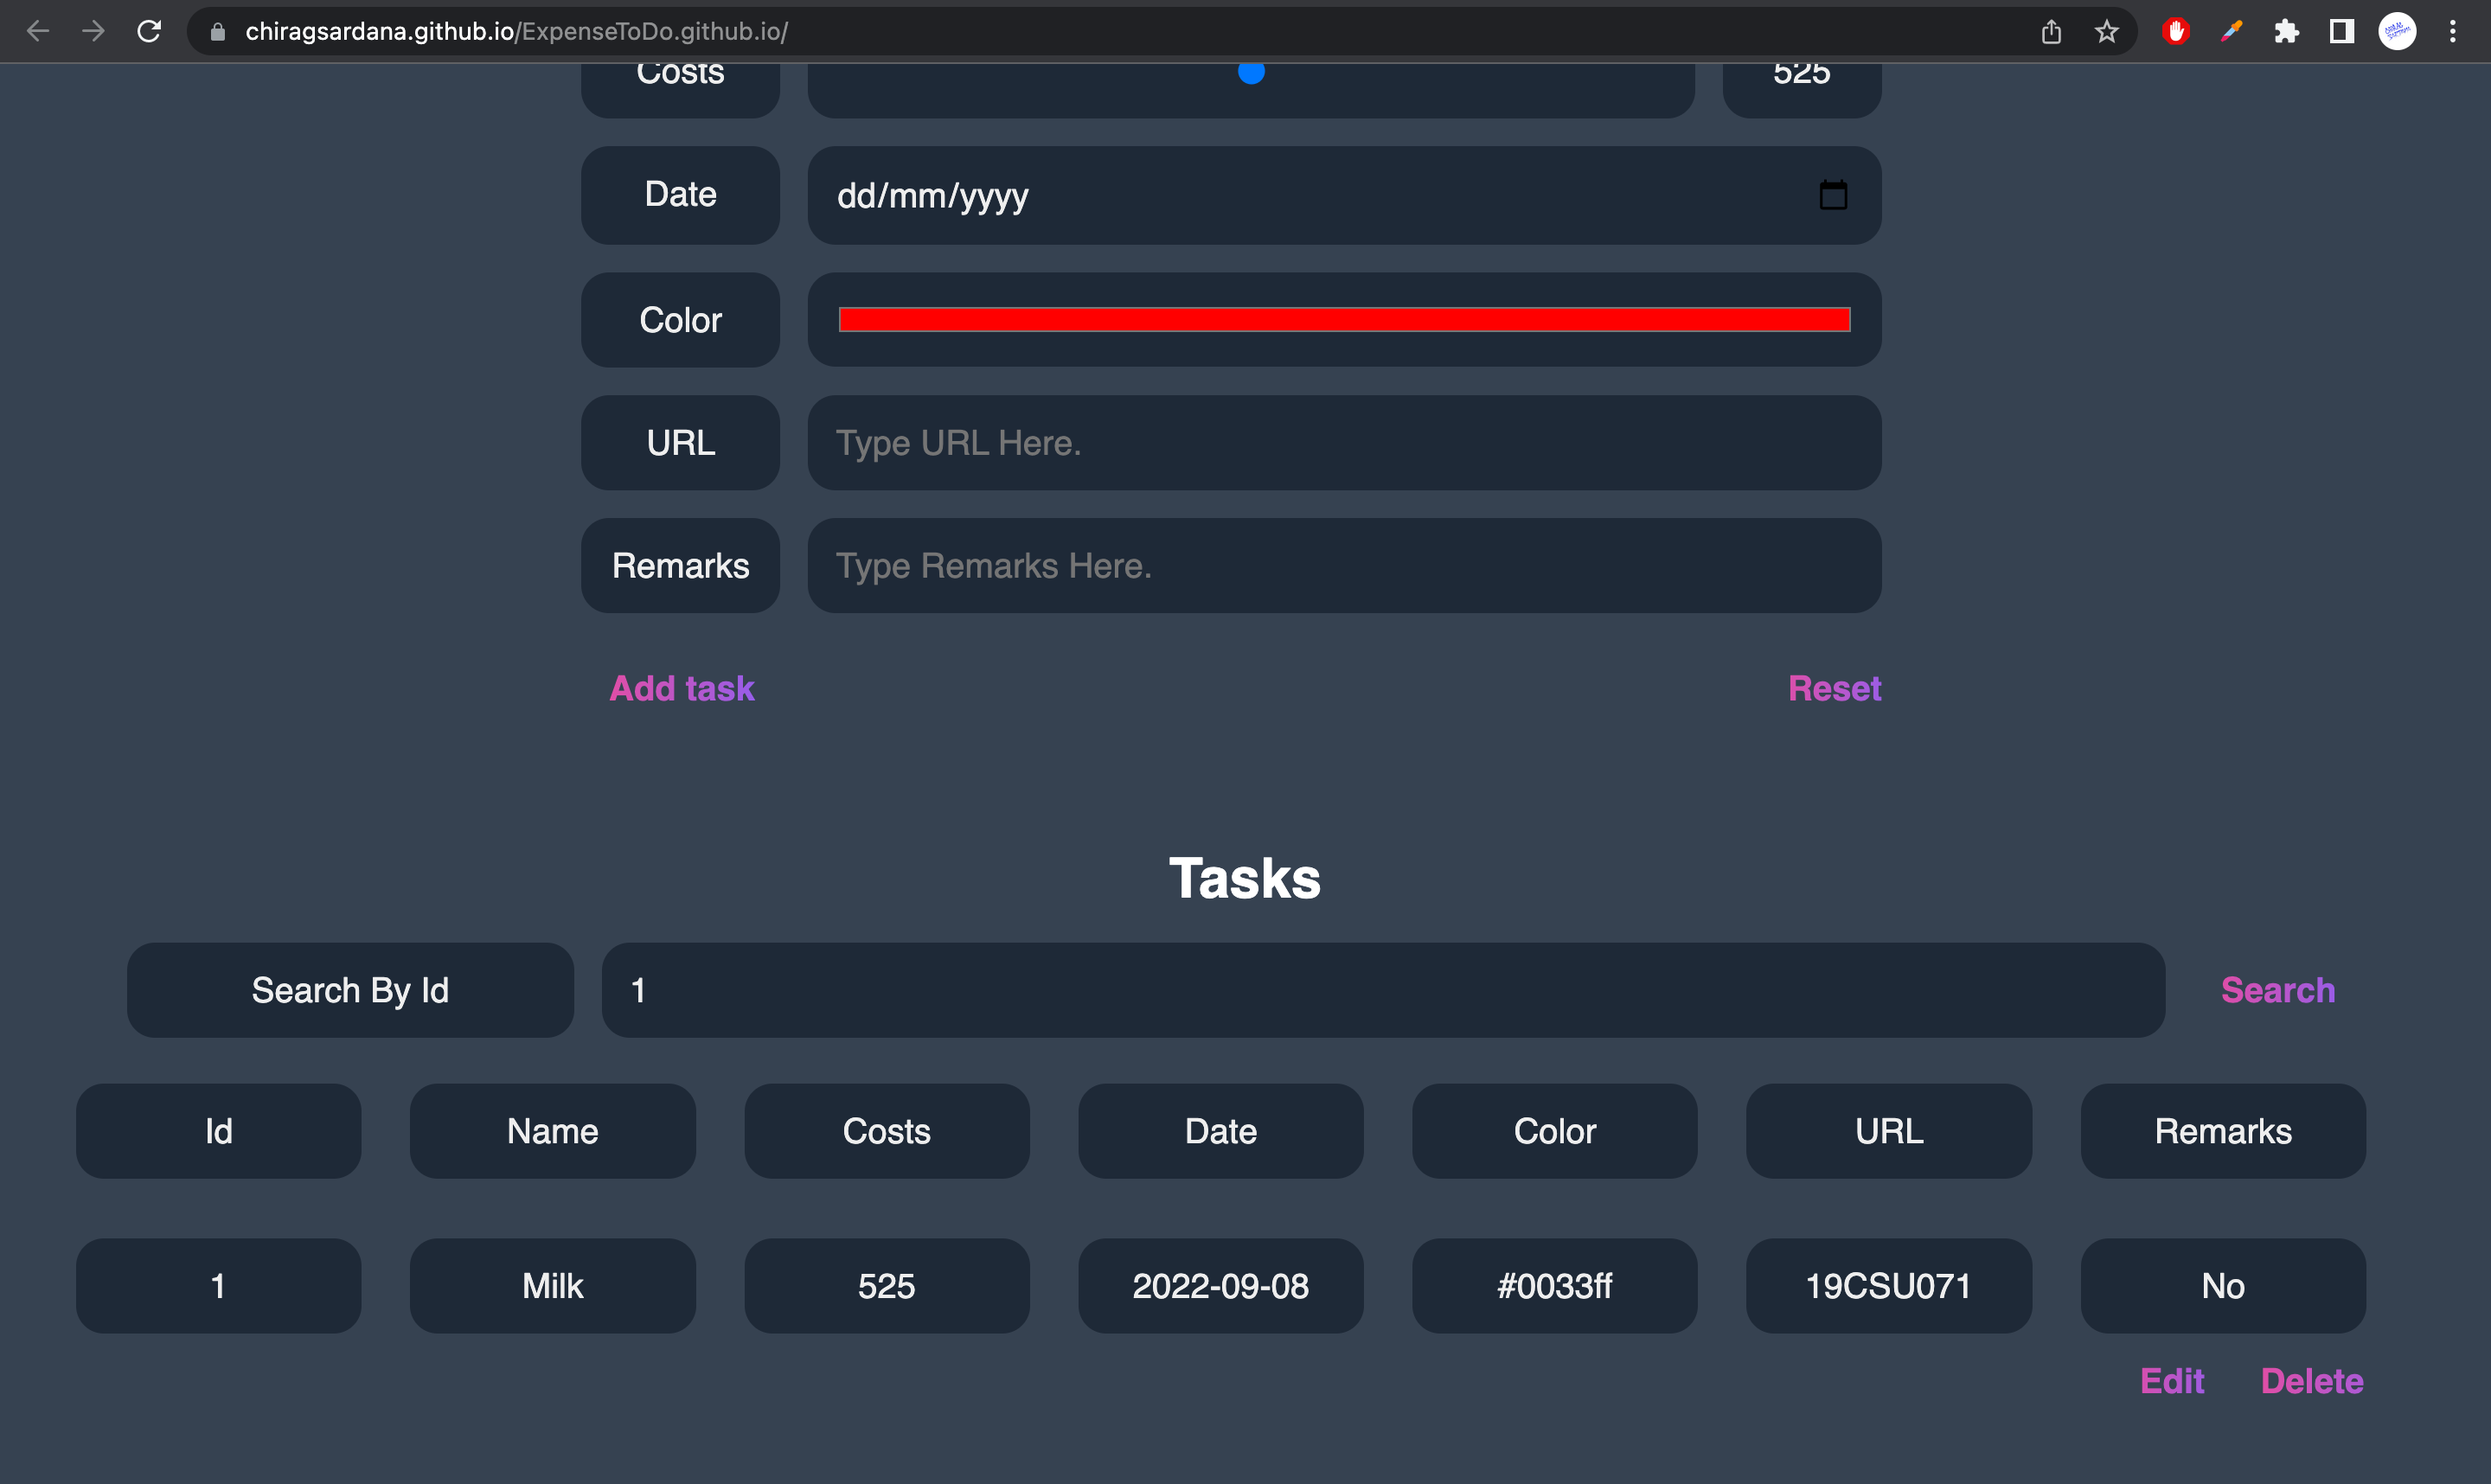 chiragsardana.github.io/ExpenseToDo.github.io/
Costs 525
Date dd/mm/yyyy
Color
URL Type URL Here.
Remarks Type Remarks Here.
Add task Reset
Tasks
Search By Id 1 Search
Id Name Costs Date Color URL Remarks
1 Milk 525 2022-09-08 #0033ff 19CSU071 No
Edit Delete